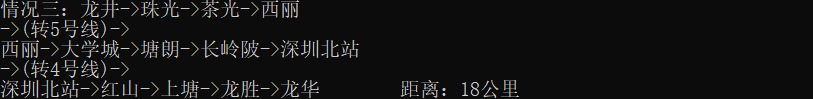 情况三：龙井->珠光->茶光->西丽
->(转5号线)->
西丽->大学城->塘朗->长岭陂->深圳北站
->(转4号线)->
深圳北站->红山->上塘->龙胜->龙华 距离：18公里